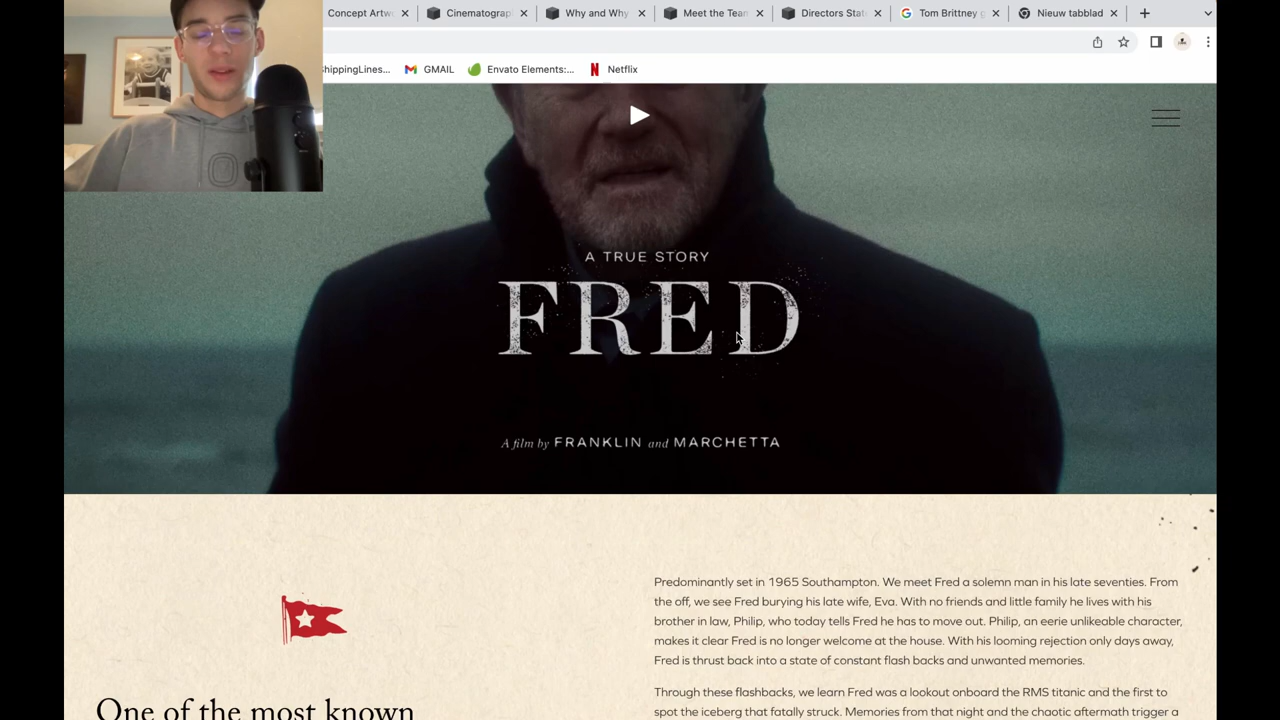 Concept Artw
Cinematograp
Why and Why
Meet the Team
Directors Stat
Tom Brittney g
Nieuw tabblad
ShippingLines...
GMAIL
Envato Elements:...
Netflix
A TRUE STORY
FRED
A film by FRANKLIN and MARCHETTA
Predominantly set in 1965 Southampton. We meet Fred a solemn man in his late seventies. From
the off, we see Fred burying his late wife, Eva. With no friends and little family he lives with his
brother in law, Philip, who today tells Fred he has to move out. Philip, an eerie unlikeable character,
makes it clear Fred is no longer welcome at the house. With his looming rejection only days away,
Fred is thrust back into a state of constant flash backs and unwanted memories.
One of the most known
Through these flashbacks, we learn Fred was a lookout onboard the RMS titanic and the first to
spot the iceberg that fatally struck. Memories from that night and the chaotic aftermath trigger a